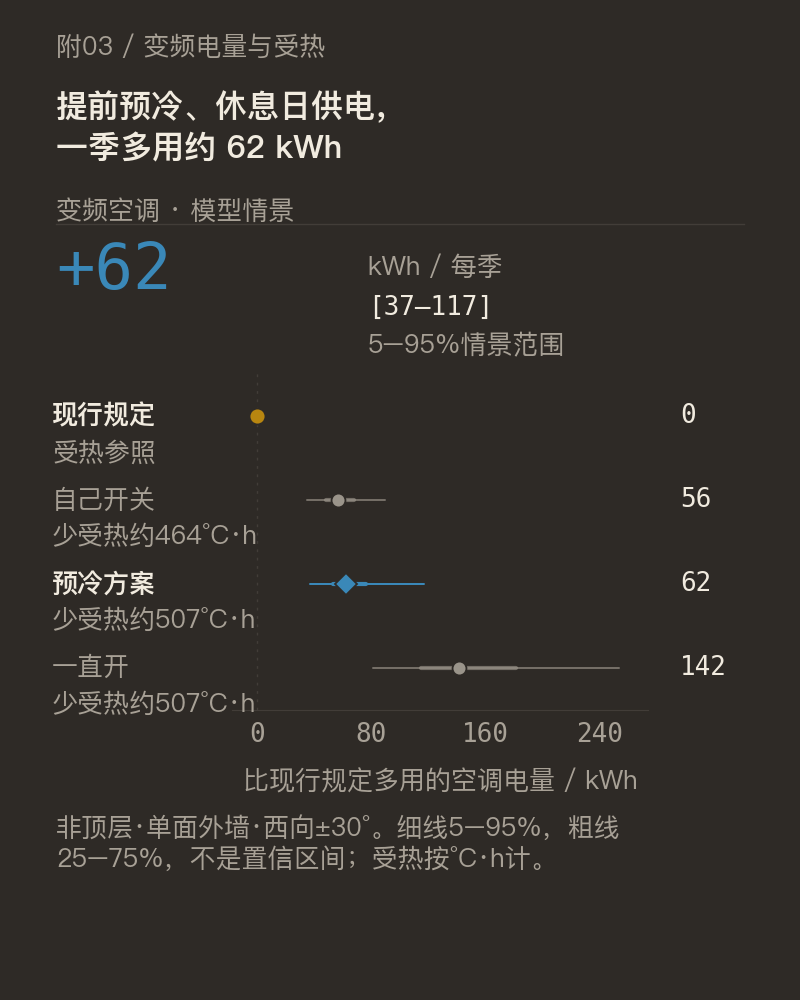 附03 / 变频电量与受热
提前预冷、休息日供电，
一季多用约 62 kWh
变频空调 · 模型情景
+62
kWh / 每季
[37–117]
5–95%情景范围
现行规定
0
受热参照
自己开关
56
少受热约464°C·h
预冷方案
62
少受热约507°C·h
一直开
142
少受热约507°C·h
0 80 160 240
比现行规定多用的空调电量 / kWh
非顶层·单面外墙·西向±30°。细线5–95%，粗线
25–75%，不是置信区间；受热按°C·h计。